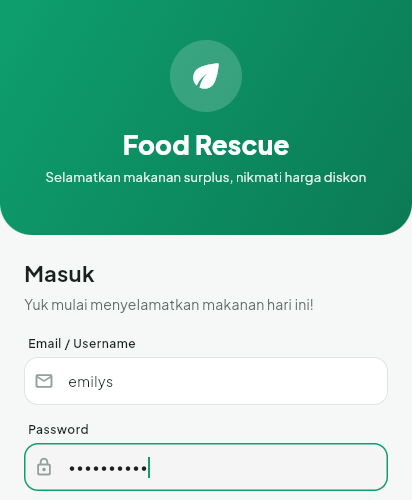 Food Rescue
Selamatkan makanan surplus, nikmati harga diskon
Masuk
Yuk mulai menyelamatkan makanan hari ini!
Email / Username
emilys
Password
••••••••••